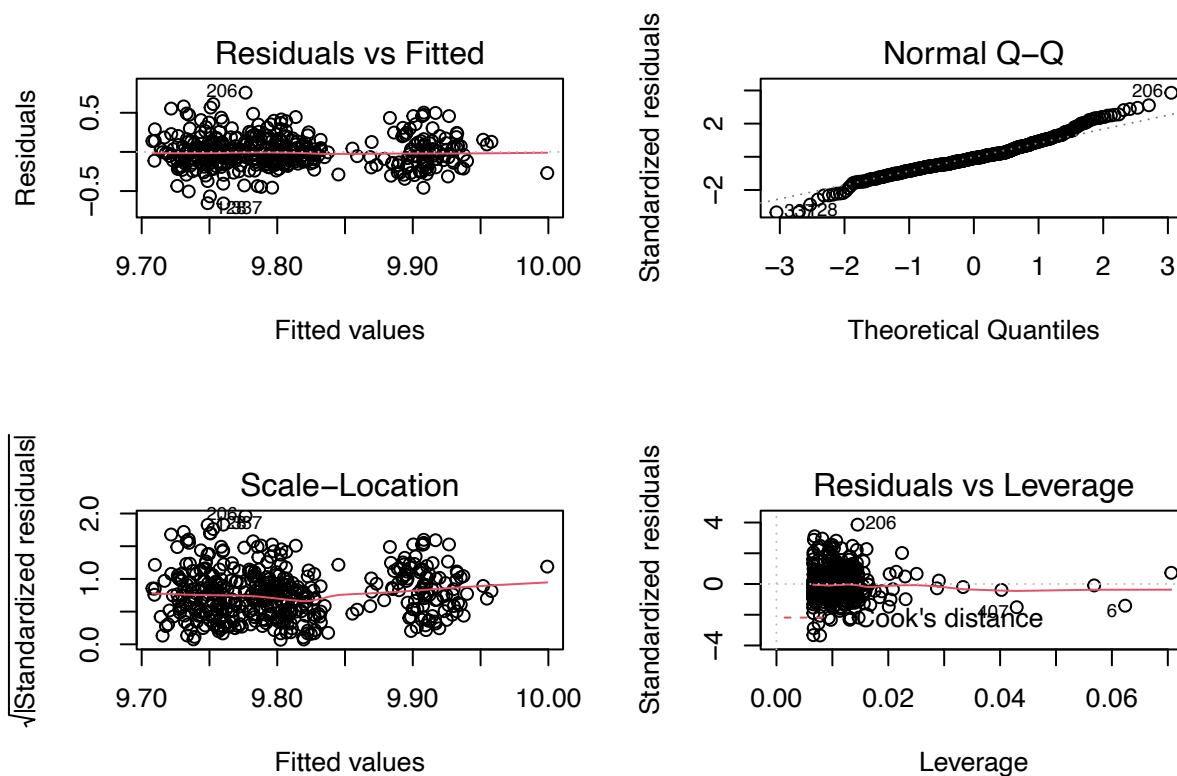 Residuals vs Fitted
Residuals
0.5
−0.5
206
337
9.70
9.80
9.90
10.00
Fitted values
Normal Q−Q
Standardized residuals
2
−2
206
−3
−2
−1
0
1
2
3
Theoretical Quantiles
Scale−Location
√|Standardized residuals|
2.0
1.0
0.0
206
337
9.70
9.80
9.90
10.00
Fitted values
Residuals vs Leverage
Standardized residuals
4
0
−4
206
407
6
Cook's distance
0.00
0.02
0.04
0.06
Leverage